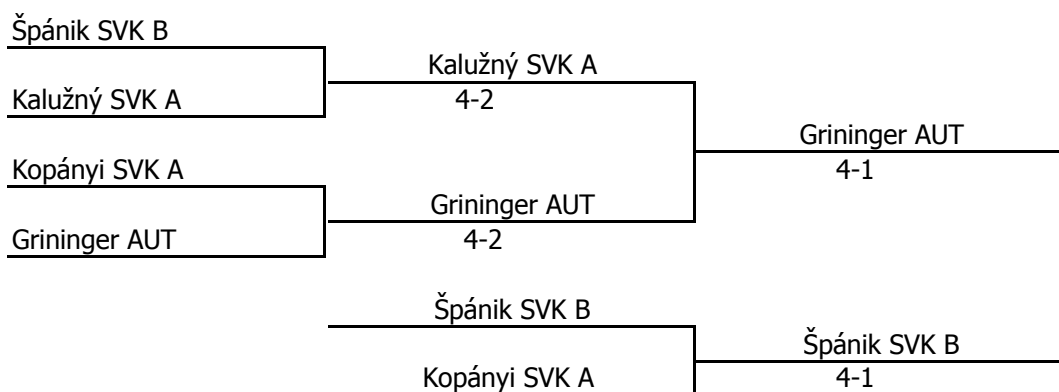 Špánik SVK B
Kalužný SVK A
Kalužný SVK A
4-2
Grininger AUT
4-1
Kopányi SVK A
Grininger AUT
Grininger AUT
4-2
Špánik SVK B
Kopányi SVK A
Špánik SVK B
4-1